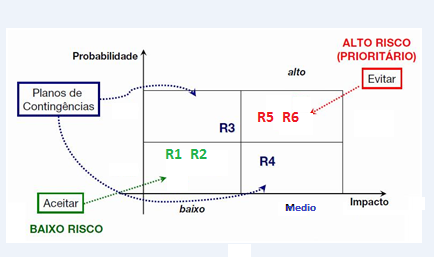 ALTO RISCO
(PRIORITÁRIO)
Probabilidade
alto
Evitar
Planos de
Contingências
R3
R5 R6
R1 R2
R4
Aceitar
baixo
Medio
Impacto
BAIXO RISCO